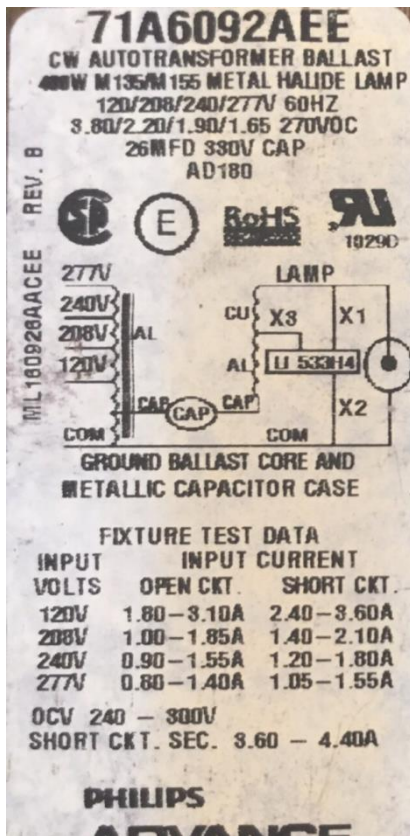 71A6092AEE
CW AUTOTRANSFORMER BALLAST
400W M135/M155 METAL HALIDE LAMP
120/208/240/277V 60HZ
3.80/2.20/1.90/1.65 270VOC
26MFD 330V CAP
AD180
ML160926AACEE REV. B
E
RoHS
1029D
277V
240V
208V
120V
COM
AL
CAP
CAP
CAP
LAMP
CU
X3
X1
AL
LI 533H4
X2
COM
GROUND BALLAST CORE AND
METALLIC CAPACITOR CASE
FIXTURE TEST DATA
INPUT INPUT CURRENT
VOLTS OPEN CKT. SHORT CKT.
120V 1.80-3.10A 2.40-3.60A
208V 1.00-1.85A 1.40-2.10A
240V 0.90-1.55A 1.20-1.80A
277V 0.80-1.40A 1.05-1.55A
OCV 240 - 300V
SHORT CKT. SEC. 3.60 - 4.40A
PHILIPS
ADVANCE